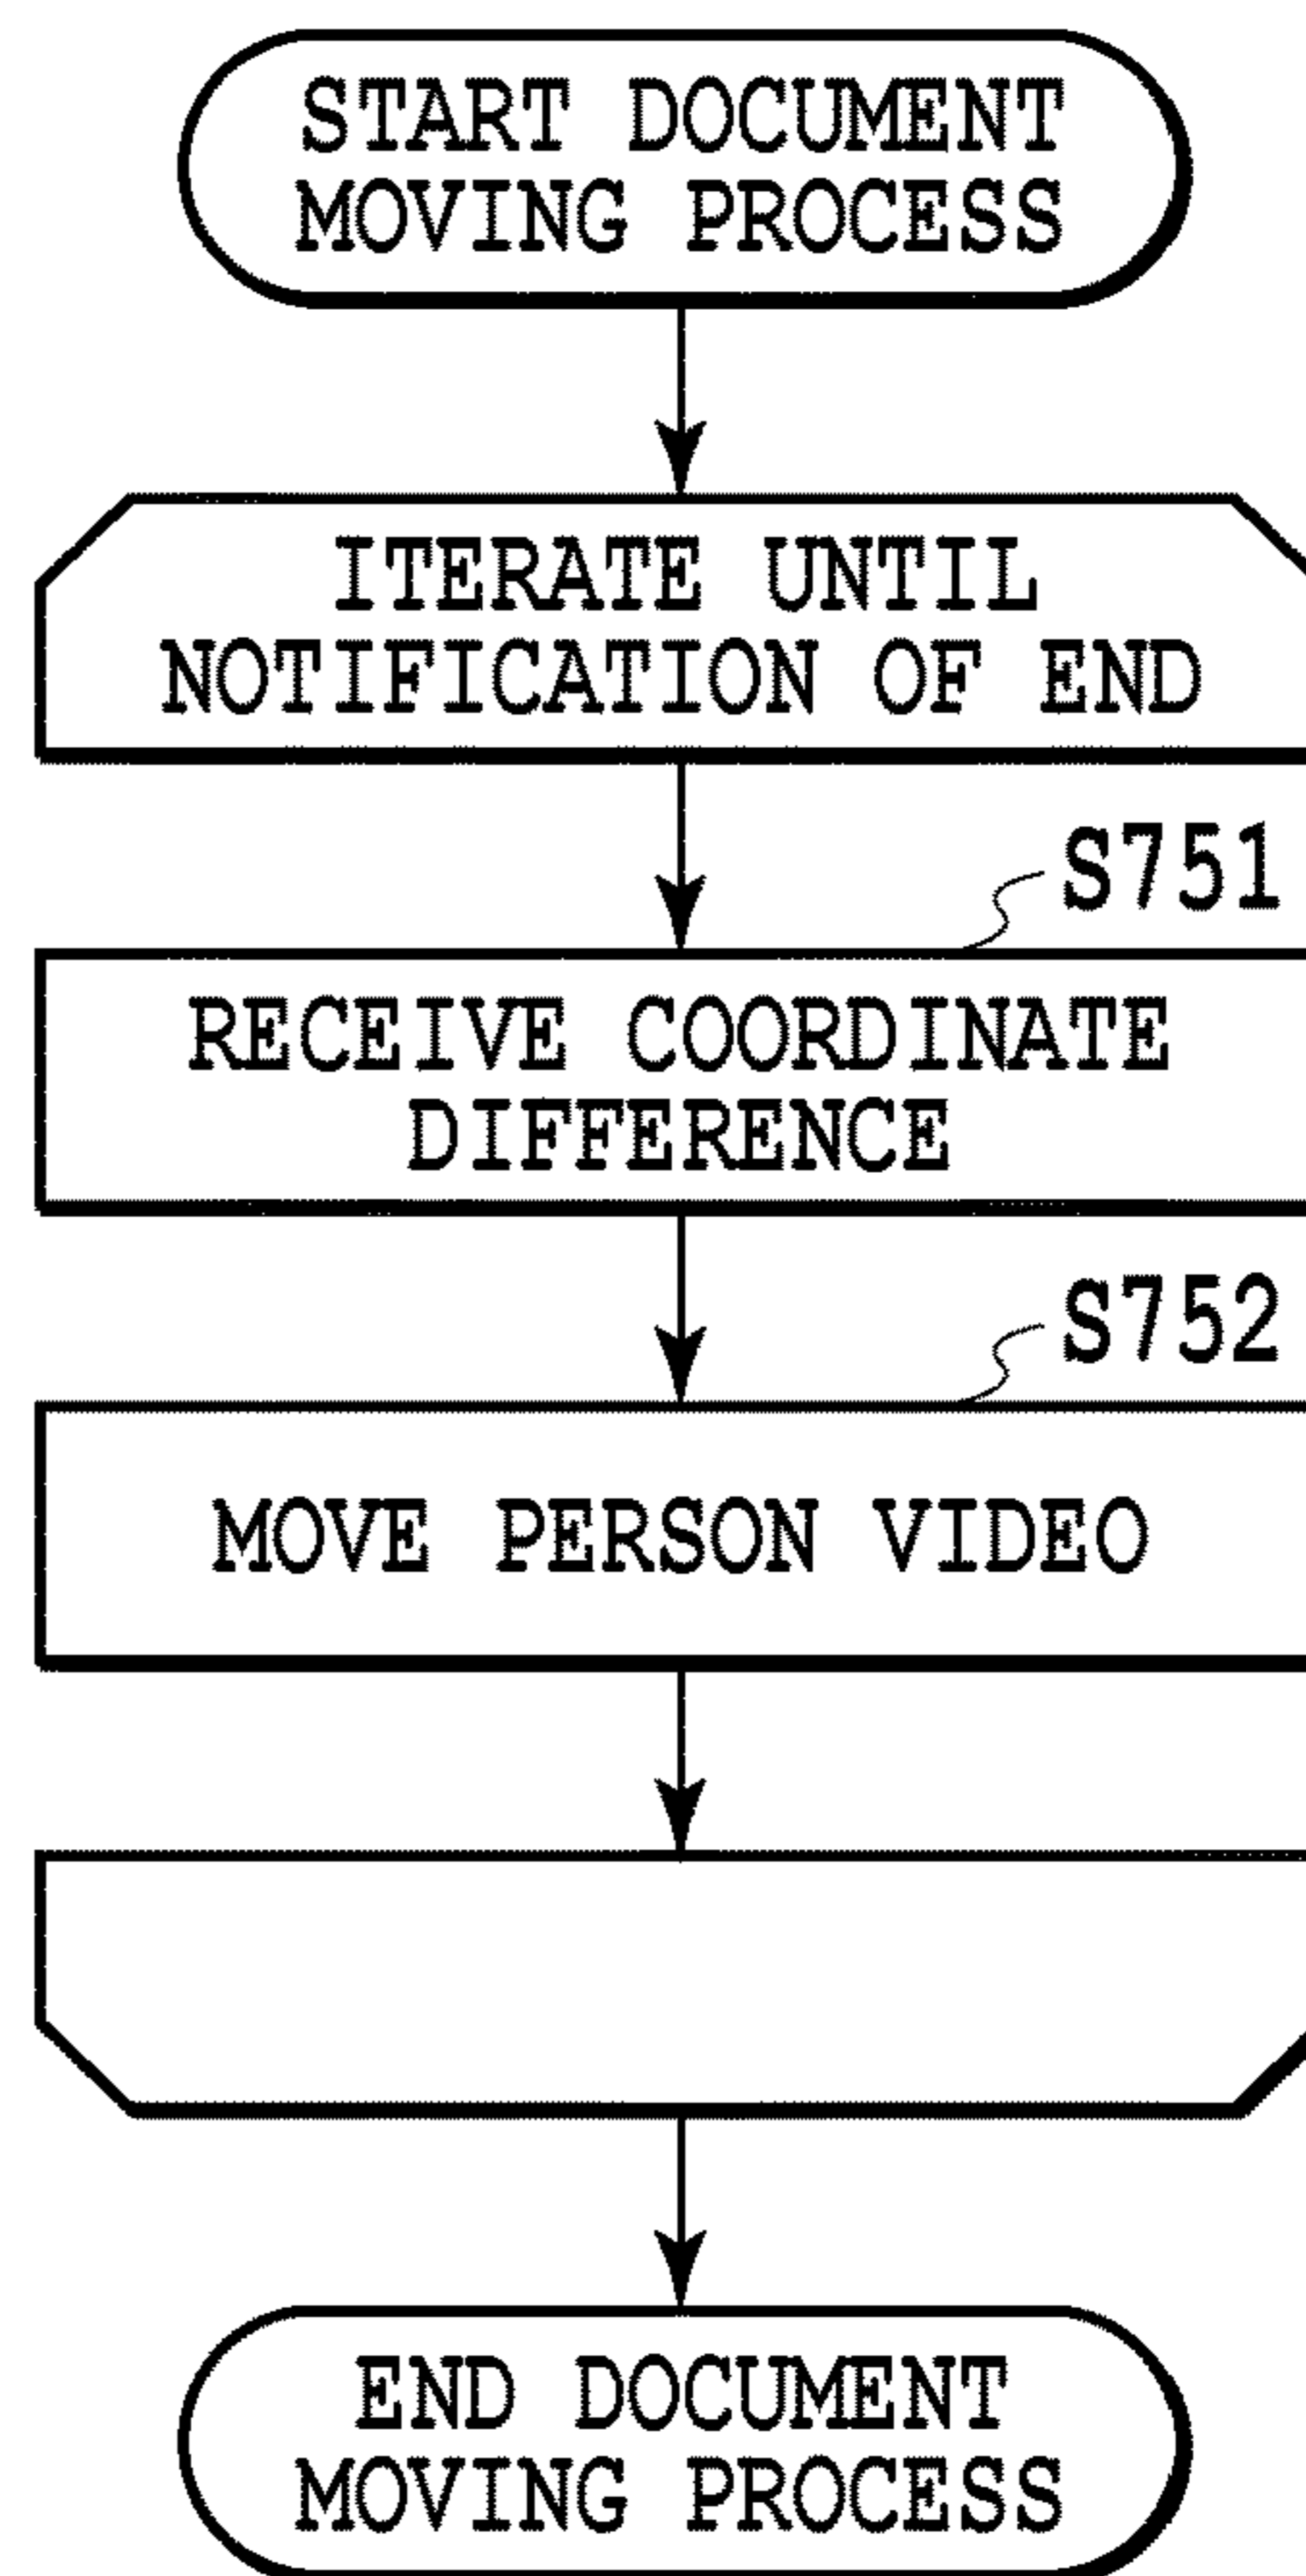 START DOCUMENT
MOVING PROCESS
ITERATE UNTIL
NOTIFICATION OF END
S751
RECEIVE COORDINATE
DIFFERENCE
S752
MOVE PERSON VIDEO
END DOCUMENT
MOVING PROCESS